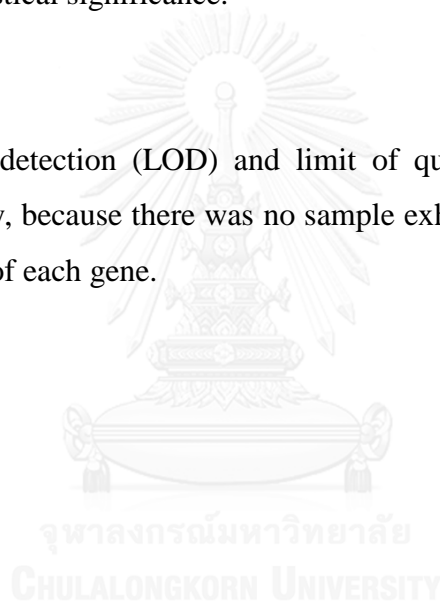 stical significance.
detection (LOD) and limit of qu
y, because there was no sample exh
of each gene.
จุฬาลงกรณ์มหาวิทยาลัย
CHULALONGKORN UNIVERSITY